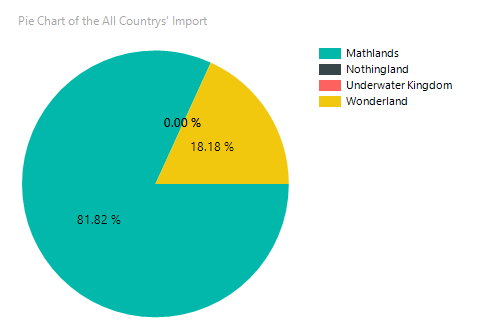 Pie Chart of the All Countrys' Import
Mathlands
Nothingland
Underwater Kingdom
Wonderland
0.00 %
18.18 %
81.82 %